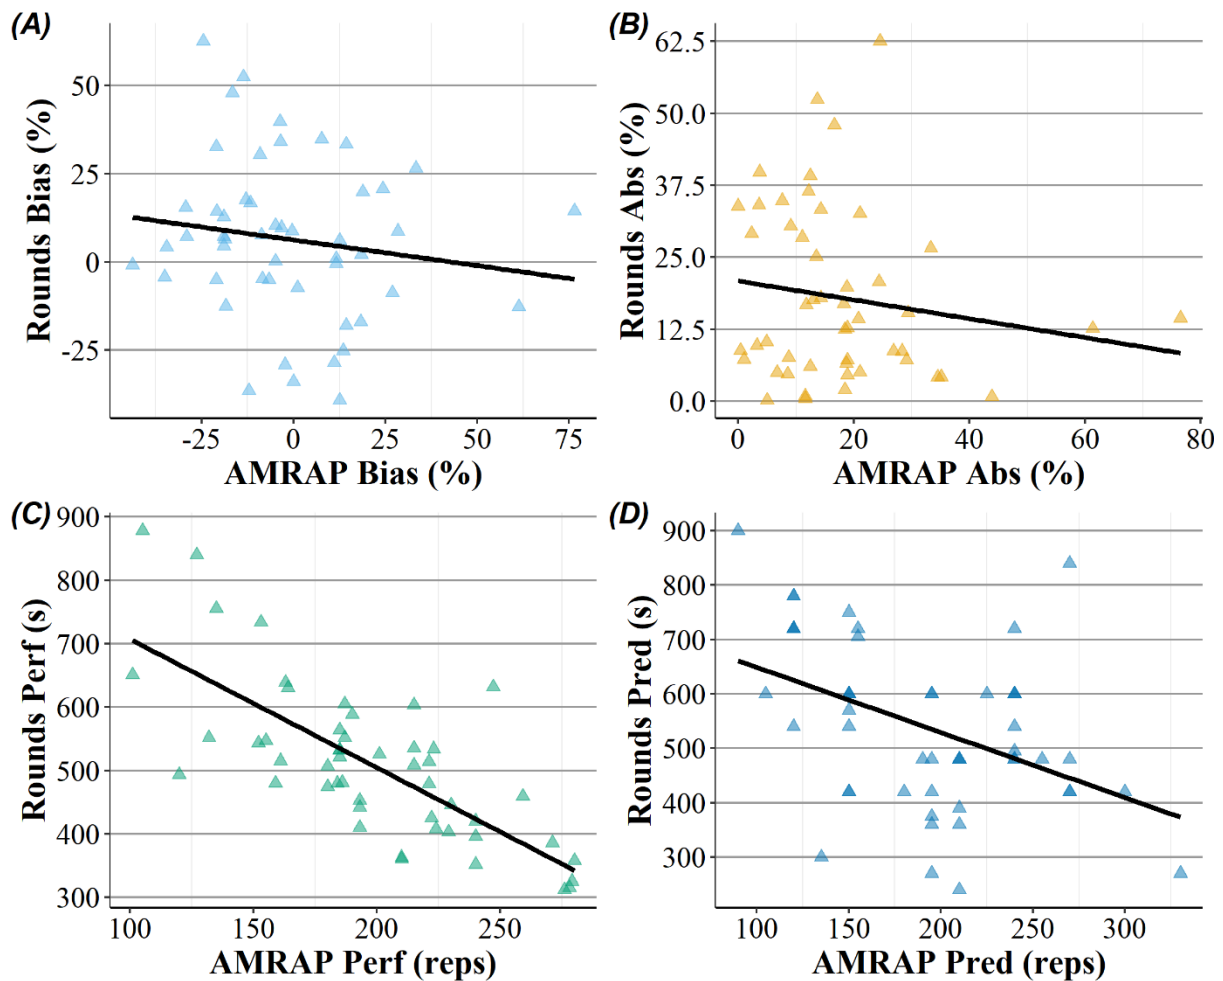 (A)
Rounds Bias (%)
50
25
0
-25
-25 0 25 50 75
AMRAP Bias (%)
(B)
Rounds Abs (%)
62.5
50.0
37.5
25.0
12.5
0.0
0 20 40 60 80
AMRAP Abs (%)
(C)
Rounds Perf (s)
900
800
700
600
500
400
300
100 150 200 250
AMRAP Perf (reps)
(D)
Rounds Pred (s)
900
800
700
600
500
400
300
100 150 200 250 300
AMRAP Pred (reps)